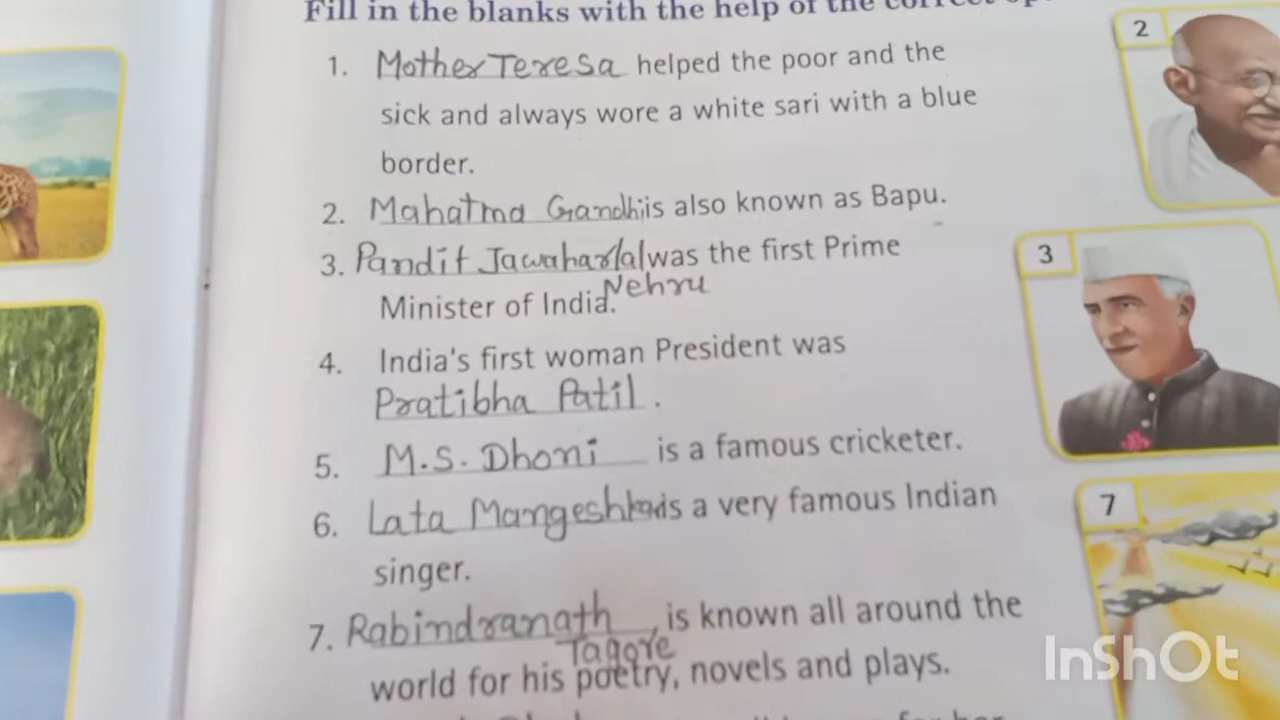 Fill in the blanks with the help of the correct
2
1. Mother Teresa helped the poor and the
sick and always wore a white sari with a blue
border.
2. Mahatma Gandhi is also known as Bapu.
3. Pandit Jawaharlal was the first Prime
Nehru
Minister of India.
3
4. India's first woman President was
Pratibha Patil.
5. M.S. Dhoni is a famous cricketer.
6. Lata Mangeshkar is a very famous Indian
singer.
7
7. Rabindranath is known all around the
Tagore
world for his poetry, novels and plays.
InShOt